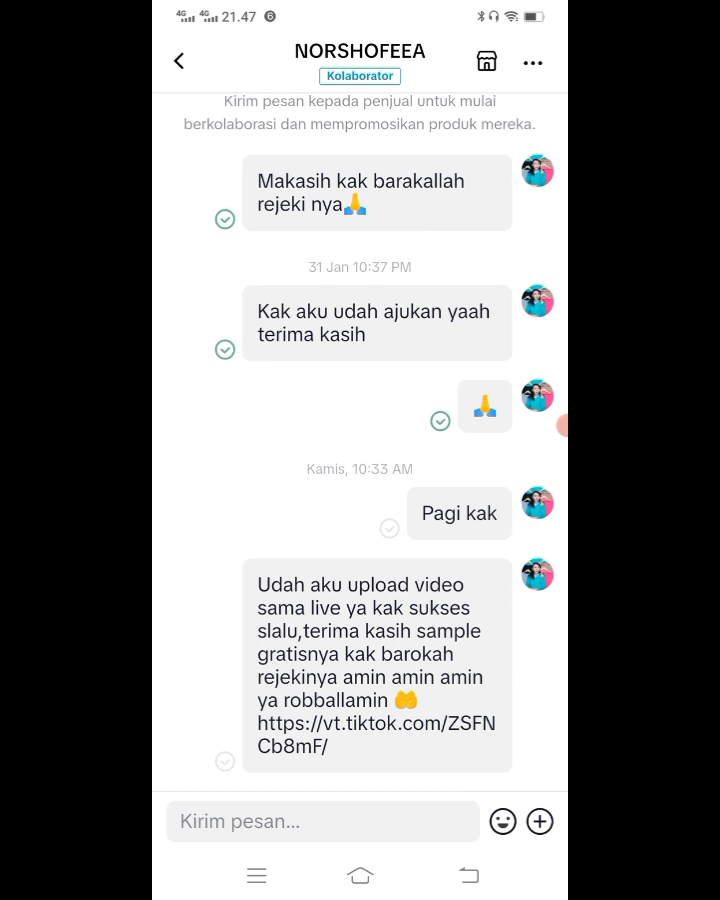 4G 4G 21.47 6
NORSHOFEEA
Kolaborator
Kirim pesan kepada penjual untuk mulai
berkolaborasi dan mempromosikan produk mereka.
Makasih kak barakallah
rejeki nya🙏
31 Jan 10:37 PM
Kak aku udah ajukan yaah
terima kasih
🙏
Kamis, 10:33 AM
Pagi kak
Udah aku upload video
sama live ya kak sukses
slalu,terima kasih sample
gratisnya kak barokah
rejekinya amin amin amin
ya robballamin 🤲
https://vt.tiktok.com/ZSFN
Cb8mF/
Kirim pesan...